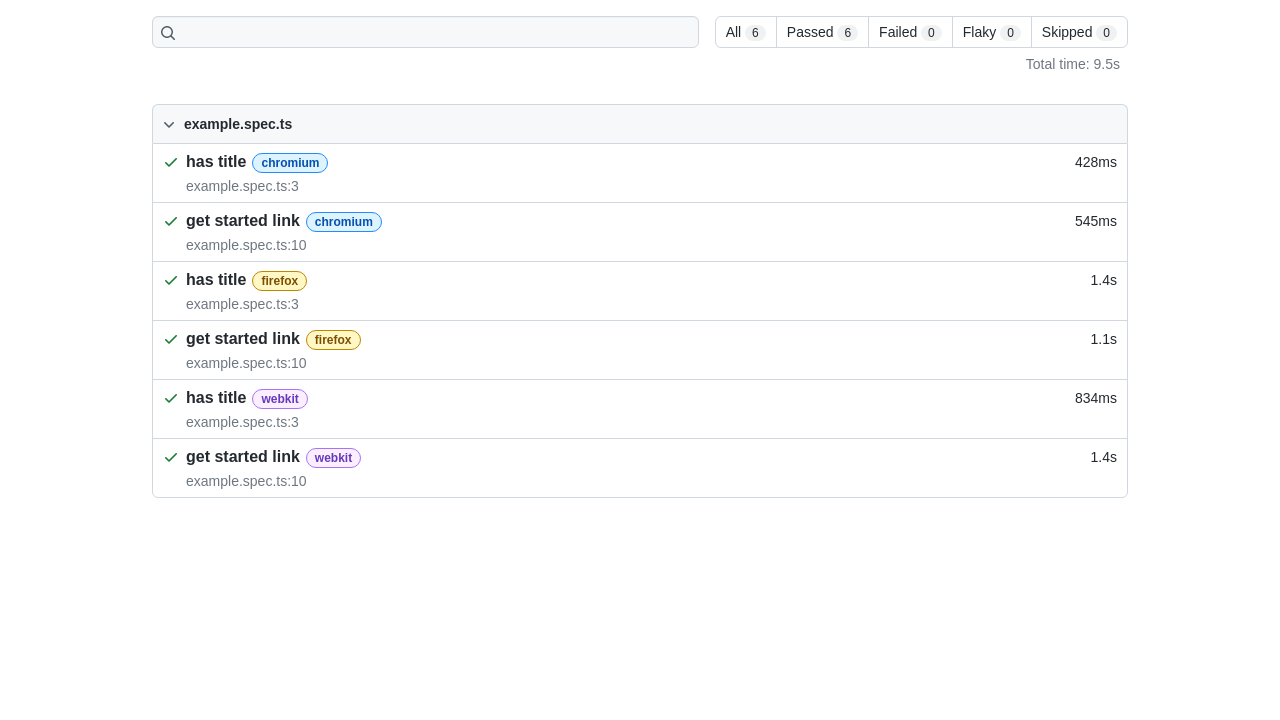 All 6 Passed 6 Failed 0 Flaky 0 Skipped 0
Total time: 9.5s
example.spec.ts
has title chromium 428ms
example.spec.ts:3
get started link chromium 545ms
example.spec.ts:10
has title firefox 1.4s
example.spec.ts:3
get started link firefox 1.1s
example.spec.ts:10
has title webkit 834ms
example.spec.ts:3
get started link webkit 1.4s
example.spec.ts:10